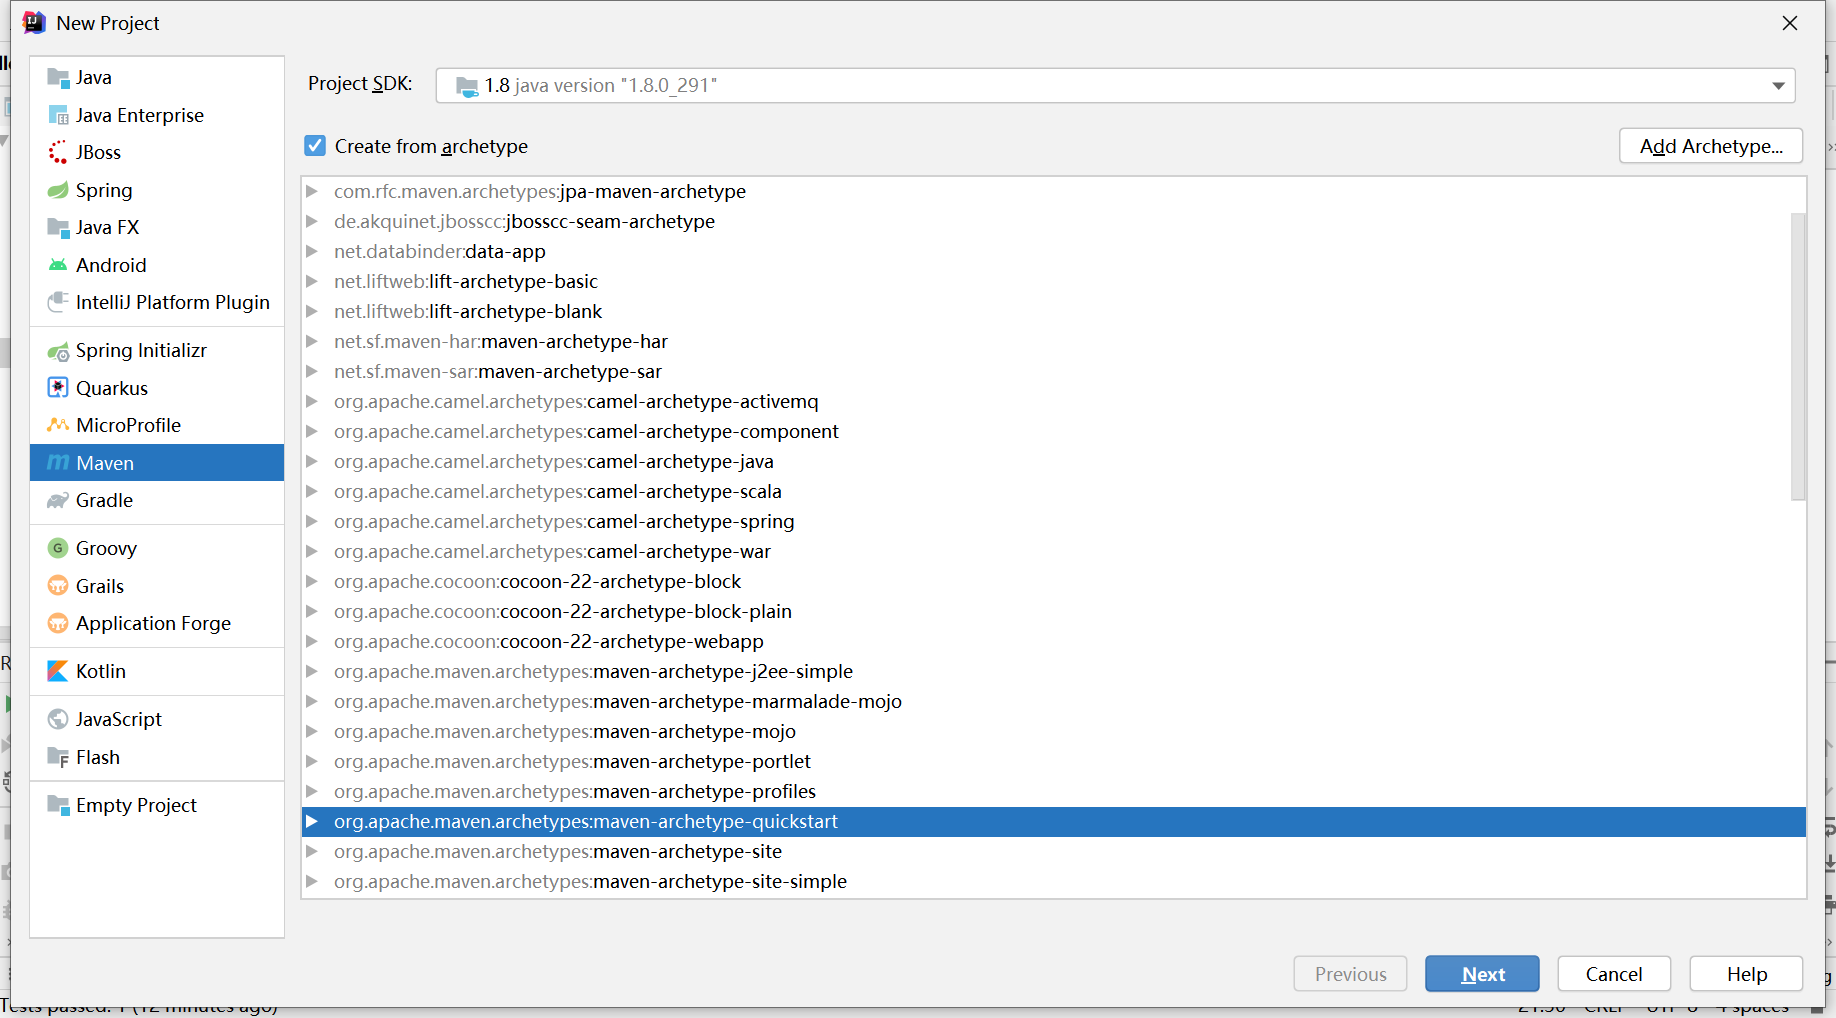 New Project
Java
Java Enterprise
JBoss
Spring
Java FX
Android
IntelliJ Platform Plugin
Spring Initializr
Quarkus
MicroProfile
Maven
Gradle
Groovy
Grails
Application Forge
Kotlin
JavaScript
Flash
Empty Project
Project SDK: 1.8 java version "1.8.0_291"
Create from archetype
Add Archetype...
com.rfc.maven.archetypes:jpa-maven-archetype
de.akquinet.jbosscc:jbosscc-seam-archetype
net.databinder:data-app
net.liftweb:lift-archetype-basic
net.liftweb:lift-archetype-blank
net.sf.maven-har:maven-archetype-har
net.sf.maven-sar:maven-archetype-sar
org.apache.camel.archetypes:camel-archetype-activemq
org.apache.camel.archetypes:camel-archetype-component
org.apache.camel.archetypes:camel-archetype-java
org.apache.camel.archetypes:camel-archetype-scala
org.apache.camel.archetypes:camel-archetype-spring
org.apache.camel.archetypes:camel-archetype-war
org.apache.cocoon:cocoon-22-archetype-block
org.apache.cocoon:cocoon-22-archetype-block-plain
org.apache.cocoon:cocoon-22-archetype-webapp
org.apache.maven.archetypes:maven-archetype-j2ee-simple
org.apache.maven.archetypes:maven-archetype-marmalade-mojo
org.apache.maven.archetypes:maven-archetype-mojo
org.apache.maven.archetypes:maven-archetype-portlet
org.apache.maven.archetypes:maven-archetype-profiles
org.apache.maven.archetypes:maven-archetype-quickstart
org.apache.maven.archetypes:maven-archetype-site
org.apache.maven.archetypes:maven-archetype-site-simple
Previous
Next
Cancel
Help
Tests passed: 1 (12 minutes ago)
CRLF UTF-8 4 spaces